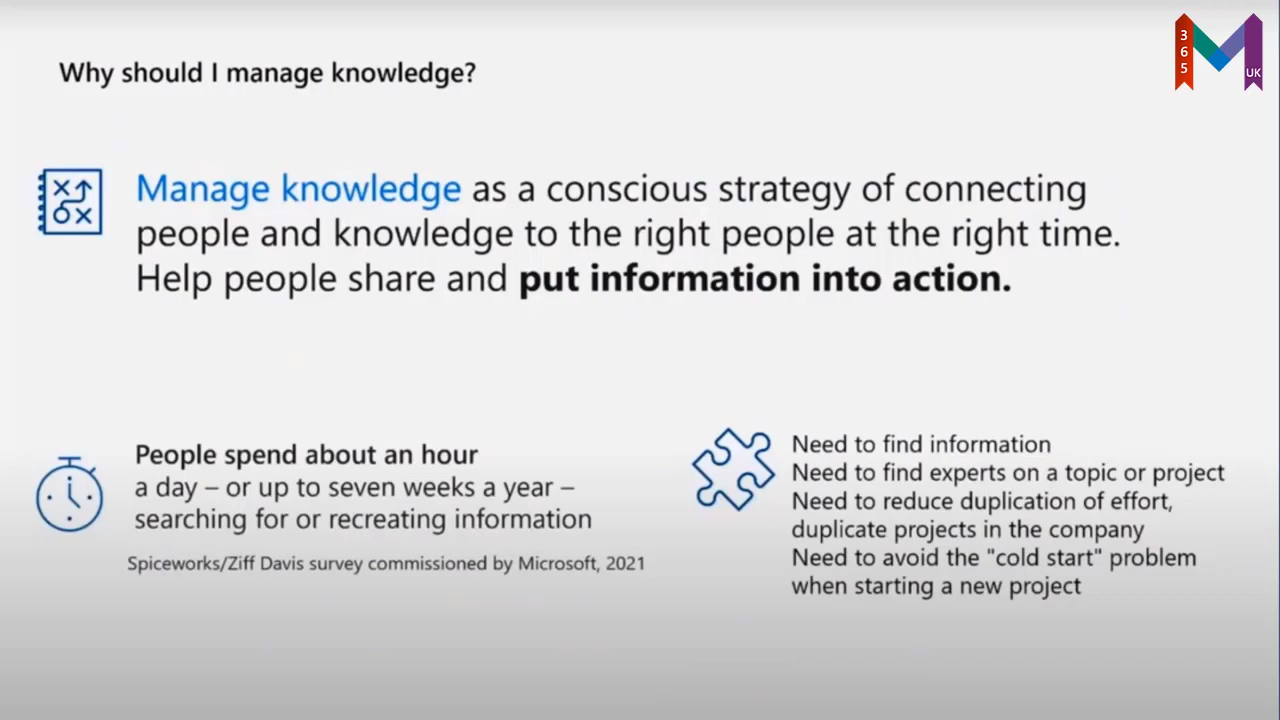 Why should I manage knowledge?
365
UK
Manage knowledge as a conscious strategy of connecting
people and knowledge to the right people at the right time.
Help people share and put information into action.
People spend about an hour
a day – or up to seven weeks a year –
searching for or recreating information
Spiceworks/Ziff Davis survey commissioned by Microsoft, 2021
Need to find information
Need to find experts on a topic or project
Need to reduce duplication of effort,
duplicate projects in the company
Need to avoid the "cold start" problem
when starting a new project